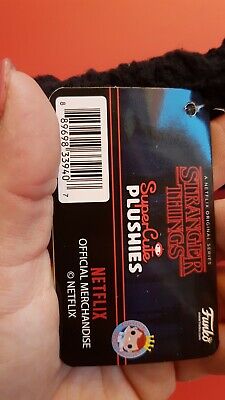 A NETFLIX ORIGINAL SERIES
STRANGER
THINGS
SuperCute
PLUSHIES
Funko
8 89698 33940 7
NETFLIX
OFFICIAL MERCHANDISE
© NETFLIX